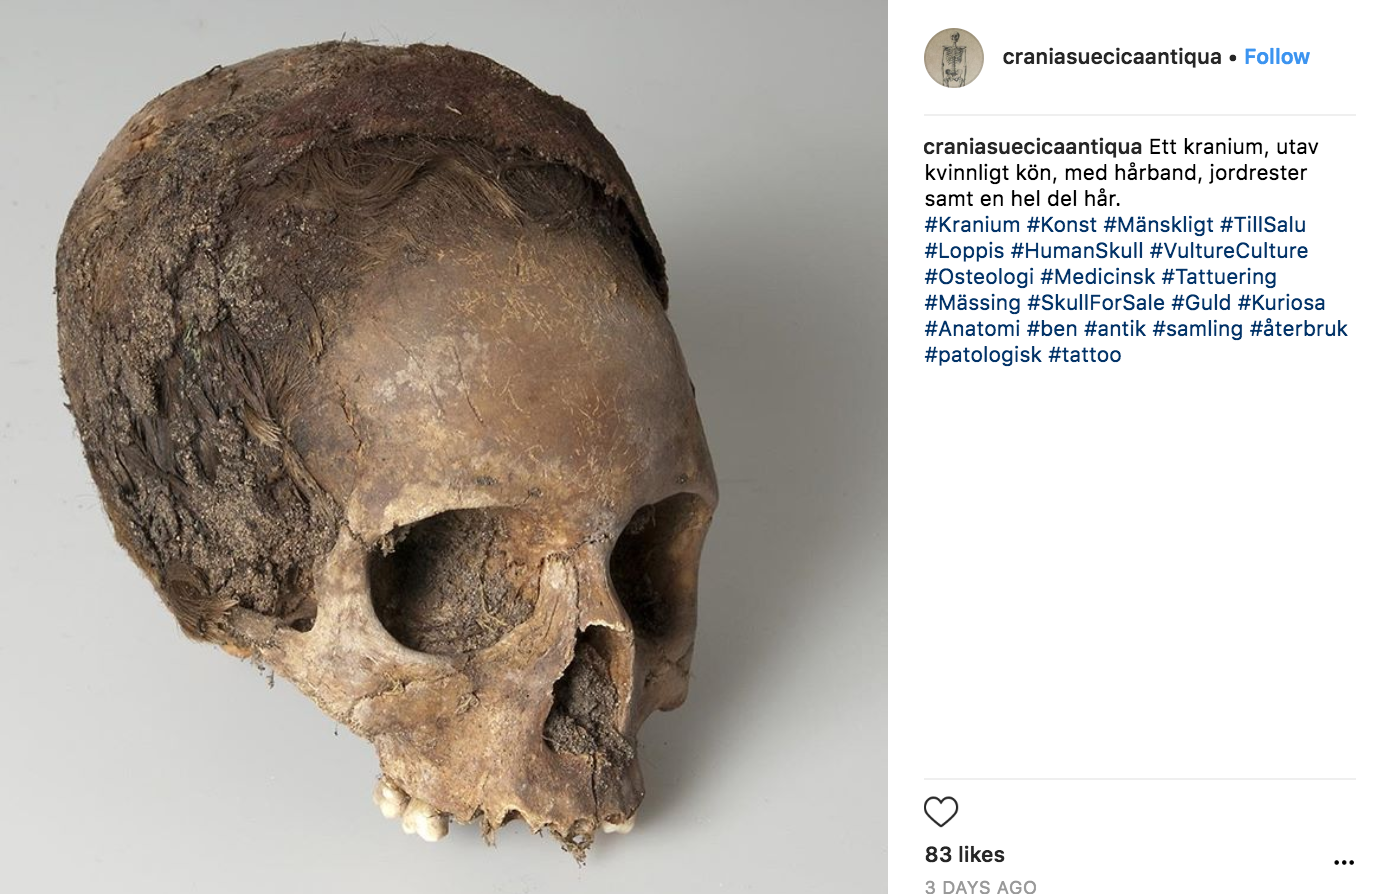 craniasuecicaantiqua • Follow
craniasuecicaantiqua Ett kranium, utav
kvinnligt kön, med hårband, jordrester
samt en hel del hår.
#Kranium #Konst #Mänskligt #TillSalu
#Loppis #HumanSkull #VultureCulture
#Osteologi #Medicinsk #Tattuering
#Mässing #SkullForSale #Guld #Kuriosa
#Anatomi #ben #antik #samling #återbruk
#patologisk #tattoo
83 likes
3 DAYS AGO